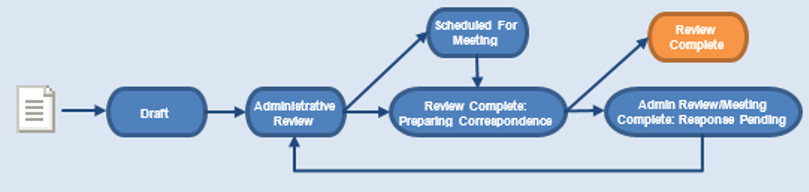 Scheduled For
Meeting
Review
Complete
Draft
Administrative
Review
Review Complete:
Preparing Correspondence
Admin Review/Meeting
Complete: Response Pending